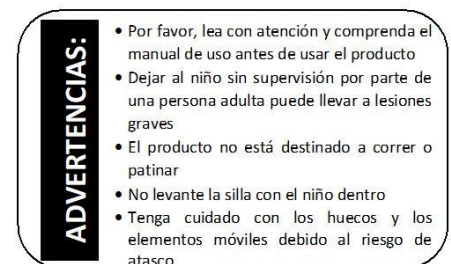 ADVERTENCIAS:
• Por favor, lea con atención y comprenda el
manual de uso antes de usar el producto
• Dejar al niño sin supervisión por parte de
una persona adulta puede llevar a lesiones
graves
• El producto no está destinado a correr o
patinar
• No levante la silla con el niño dentro
• Tenga cuidado con los huecos y los
elementos móviles debido al riesgo de
atasco